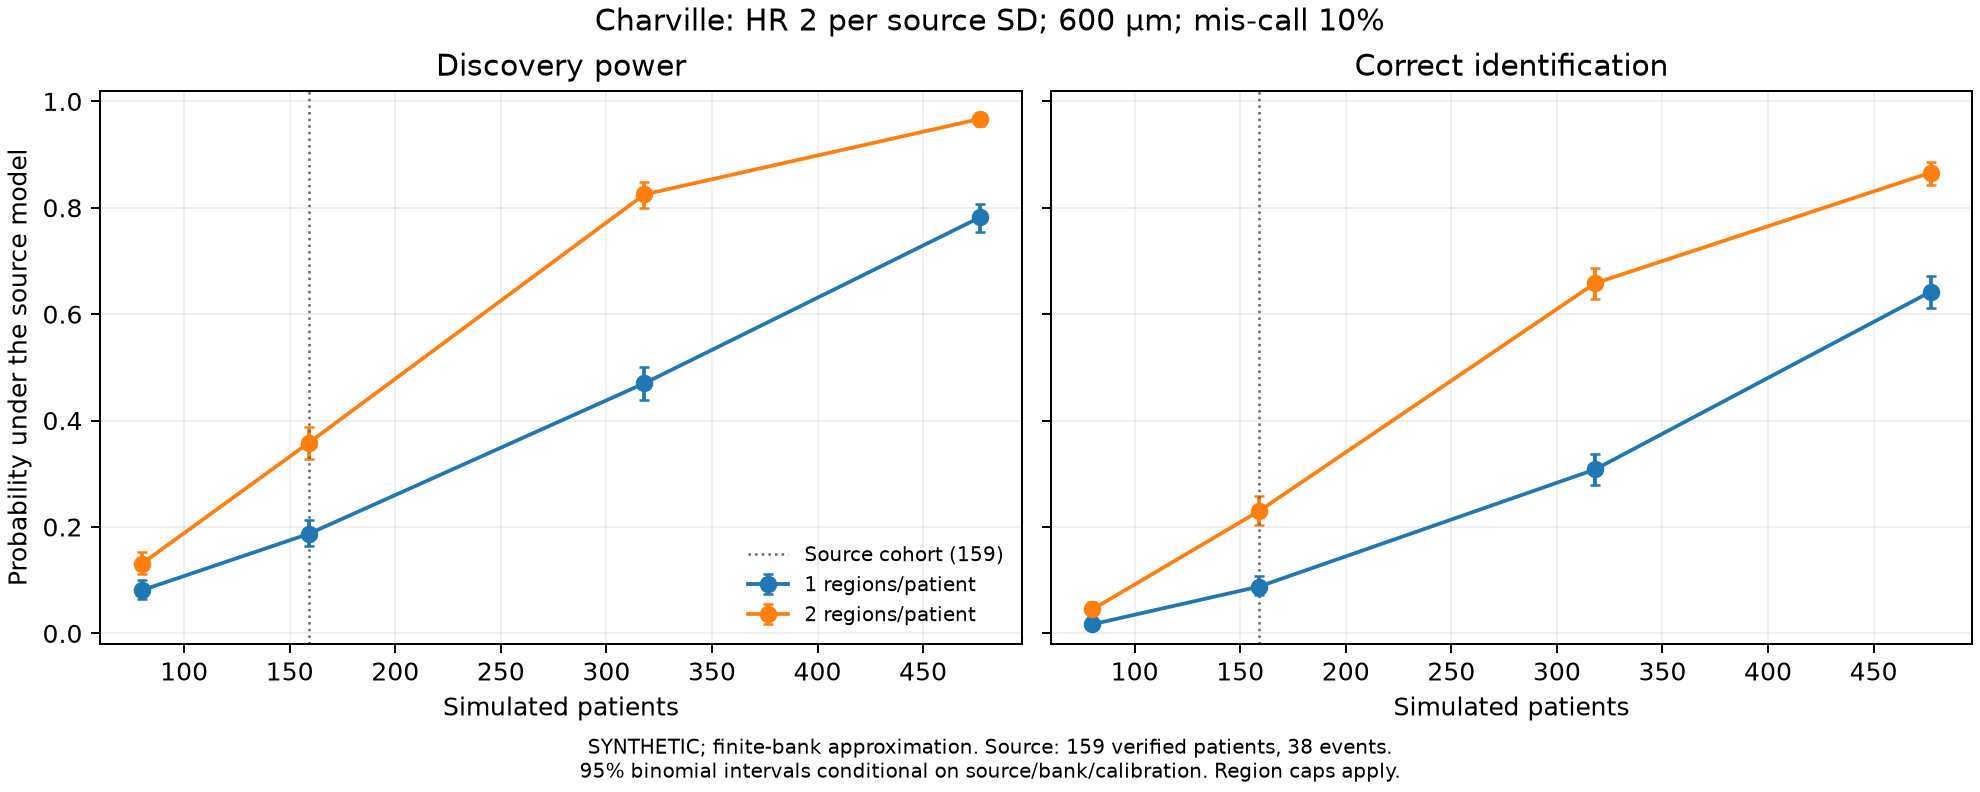 Charville: HR 2 per source SD; 600 µm; mis-call 10%
Discovery power
Correct identification
Probability under the source model
1.0
0.8
0.6
0.4
0.2
0.0
Source cohort (159)
1 regions/patient
2 regions/patient
100 150 200 250 300 350 400 450
100 150 200 250 300 350 400 450
Simulated patients
Simulated patients
SYNTHETIC; finite-bank approximation. Source: 159 verified patients, 38 events.
95% binomial intervals conditional on source/bank/calibration. Region caps apply.